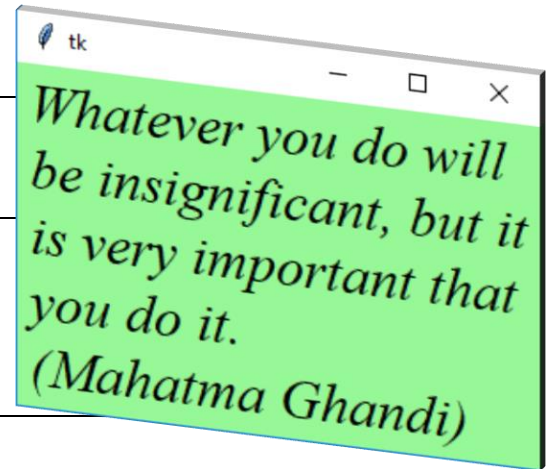 tk
Whatever you do will
be insignificant, but it
is very important that
you do it.
(Mahatma Ghandi)